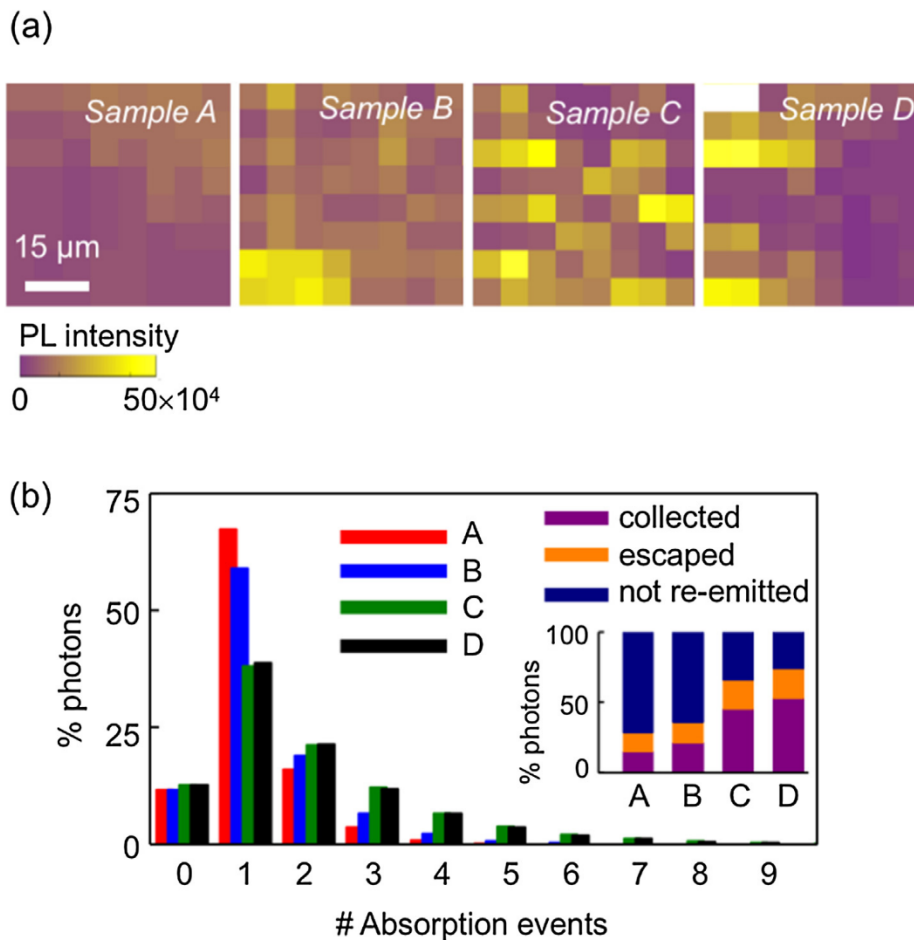 (a)
Sample A
Sample B
Sample C
Sample D
15 μm
PL intensity
0
50×10⁴
(b)
75
50
25
0
% photons
A
B
C
D
collected
escaped
not re-emitted
100
50
0
% photons
A B C D
0 1 2 3 4 5 6 7 8 9
# Absorption events